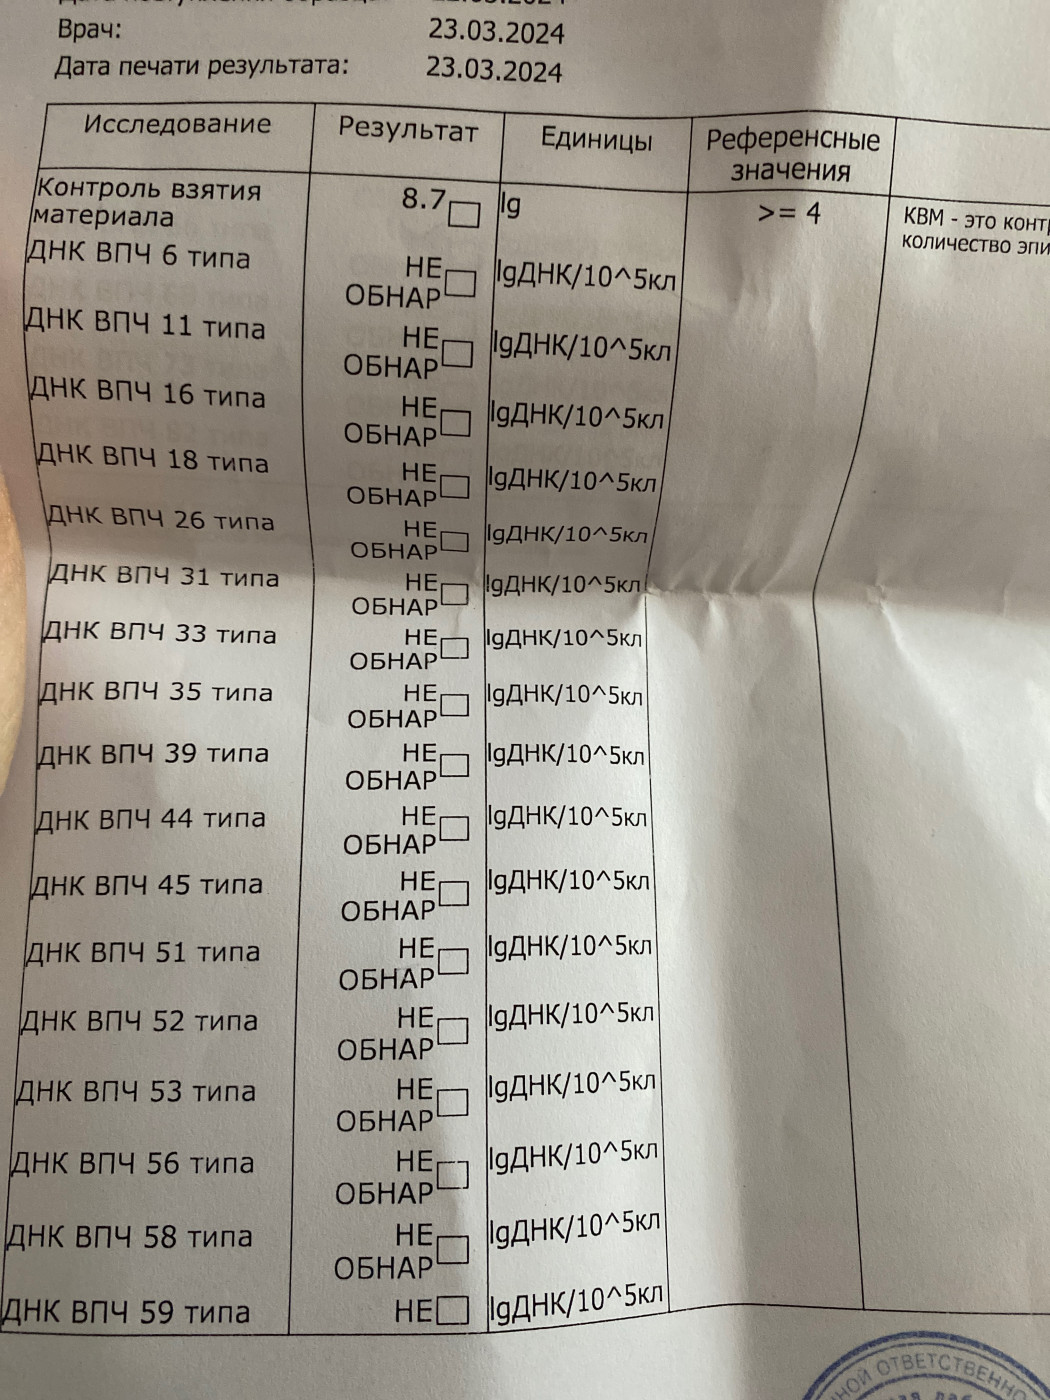 Врач: 23.03.2024
Дата печати результата: 23.03.2024
Исследование Результат Единицы Референсные
значения
Контроль взятия
материала 8.7 lg >= 4 КВМ - это
количество
ДНК ВПЧ 6 типа НЕ
ОБНАР lgДНК/10^5кл
ДНК ВПЧ 11 типа НЕ
ОБНАР lgДНК/10^5кл
ДНК ВПЧ 16 типа НЕ
ОБНАР lgДНК/10^5кл
ДНК ВПЧ 18 типа НЕ
ОБНАР lgДНК/10^5кл
ДНК ВПЧ 26 типа НЕ
ОБНАР lgДНК/10^5кл
ДНК ВПЧ 31 типа НЕ
ОБНАР lgДНК/10^5кл
ДНК ВПЧ 33 типа НЕ
ОБНАР lgДНК/10^5кл
ДНК ВПЧ 35 типа НЕ
ОБНАР lgДНК/10^5кл
ДНК ВПЧ 39 типа НЕ
ОБНАР lgДНК/10^5кл
ДНК ВПЧ 44 типа НЕ
ОБНАР lgДНК/10^5кл
ДНК ВПЧ 45 типа НЕ
ОБНАР lgДНК/10^5кл
ДНК ВПЧ 51 типа НЕ
ОБНАР lgДНК/10^5кл
ДНК ВПЧ 52 типа НЕ
ОБНАР lgДНК/10^5кл
ДНК ВПЧ 53 типа НЕ
ОБНАР lgДНК/10^5кл
ДНК ВПЧ 56 типа НЕ
ОБНАР lgДНК/10^5кл
ДНК ВПЧ 58 типа НЕ
ОБНАР lgДНК/10^5кл
ДНК ВПЧ 59 типа НЕ lgДНК/10^5кл